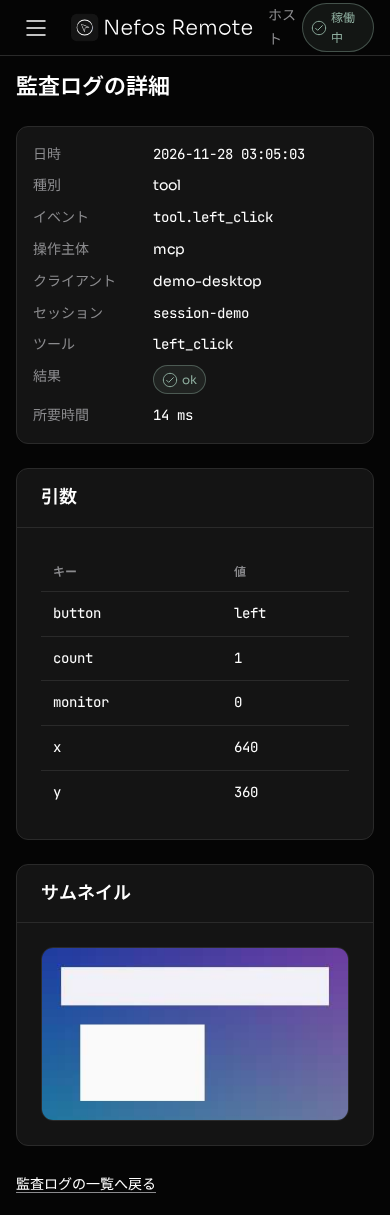 Nefos Remote
ホス
ト
稼働
中
監査ログの詳細
日時 2026-11-28 03:05:03
種別 tool
イベント tool.left_click
操作主体 mcp
クライアント demo-desktop
セッション session-demo
ツール left_click
結果 ok
所要時間 14 ms
引数
キー 値
button left
count 1
monitor 0
x 640
y 360
サムネイル
監査ログの一覧へ戻る